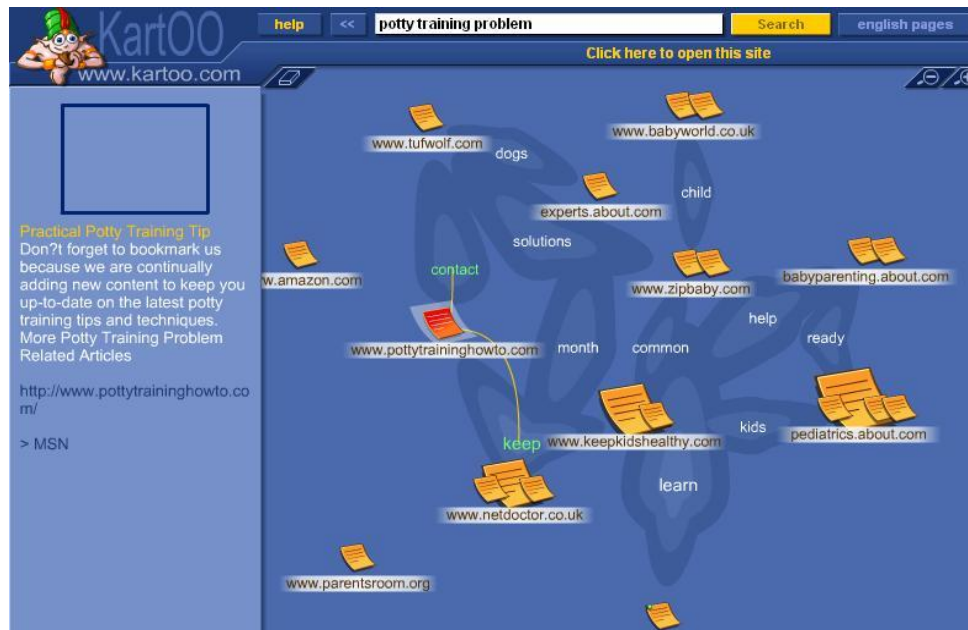 KartOO
www.kartoo.com
help << potty training problem Search english pages
Click here to open this site
www.tufwolf.com
www.babyworld.co.uk
dogs
child
experts.about.com
solutions
contact
w.amazon.com
www.zipbaby.com
babyparenting.about.com
help
ready
www.pottytraininghowto.com
month
common
keep
www.keepkidshealthy.com
kids
pediatrics.about.com
learn
www.netdoctor.co.uk
www.parentsroom.org
Practical Potty Training Tip
Don?t forget to bookmark us
because we are continually
adding new content to keep you
up-to-date on the latest potty
training tips and techniques.
More Potty Training Problem
Related Articles
http://www.pottytraininghowto.co
m/
> MSN